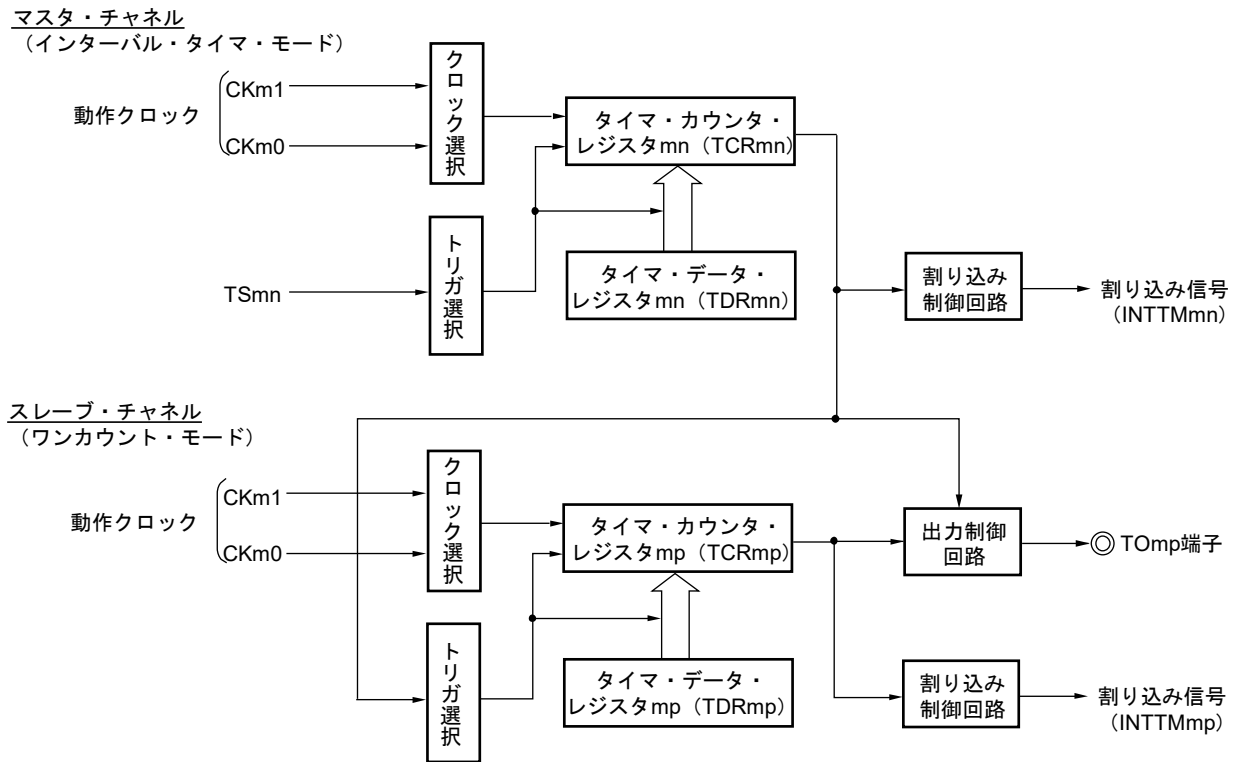 マスタ・チャネル
（インターバル・タイマ・モード）
動作クロック
CKm1
CKm0
クロック選択
タイマ・カウンタ・
レジスタmn（TCRmn）
TSmn
トリガ選択
タイマ・データ・
レジスタmn（TDRmn）
割り込み
制御回路
割り込み信号
（INTTMmn）
スレーブ・チャネル
（ワンカウント・モード）
動作クロック
CKm1
CKm0
クロック選択
タイマ・カウンタ・
レジスタmp（TCRmp）
出力制御
回路
TOmp端子
トリガ選択
タイマ・データ・
レジスタmp（TDRmp）
割り込み
制御回路
割り込み信号
（INTTMmp）